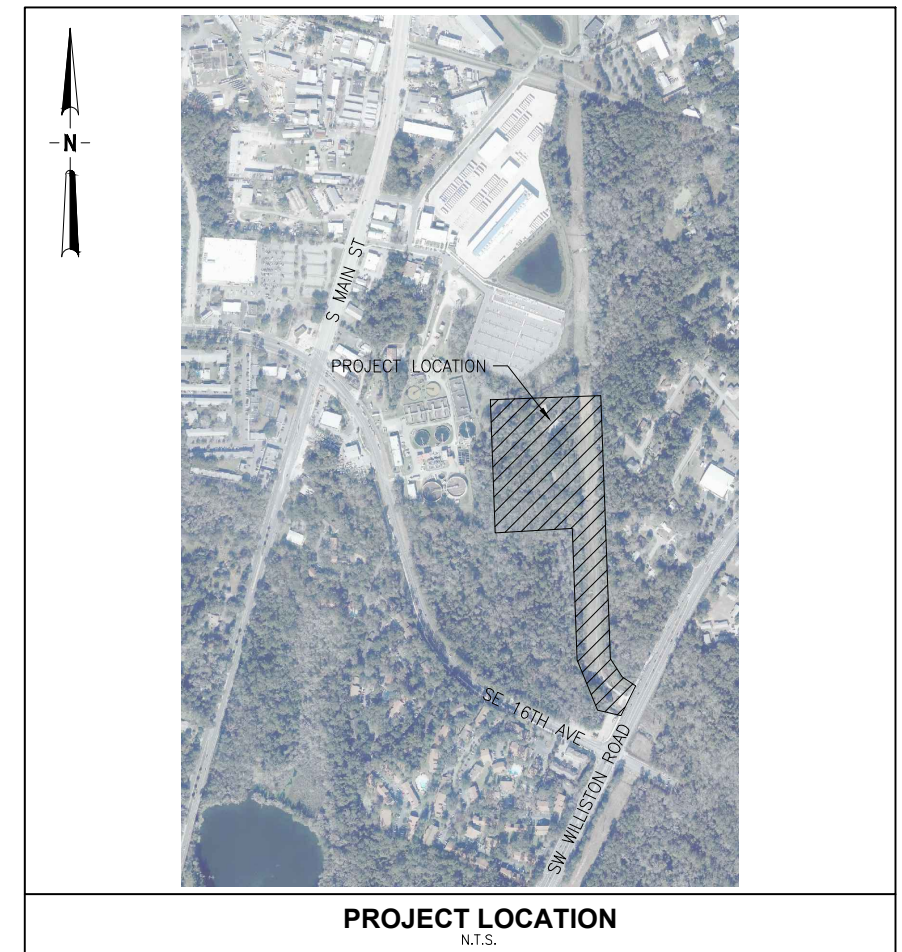 -N-
S MAIN ST
PROJECT LOCATION
SE 16TH AVE
SW WILLISTON ROAD
PROJECT LOCATION
N.T.S.